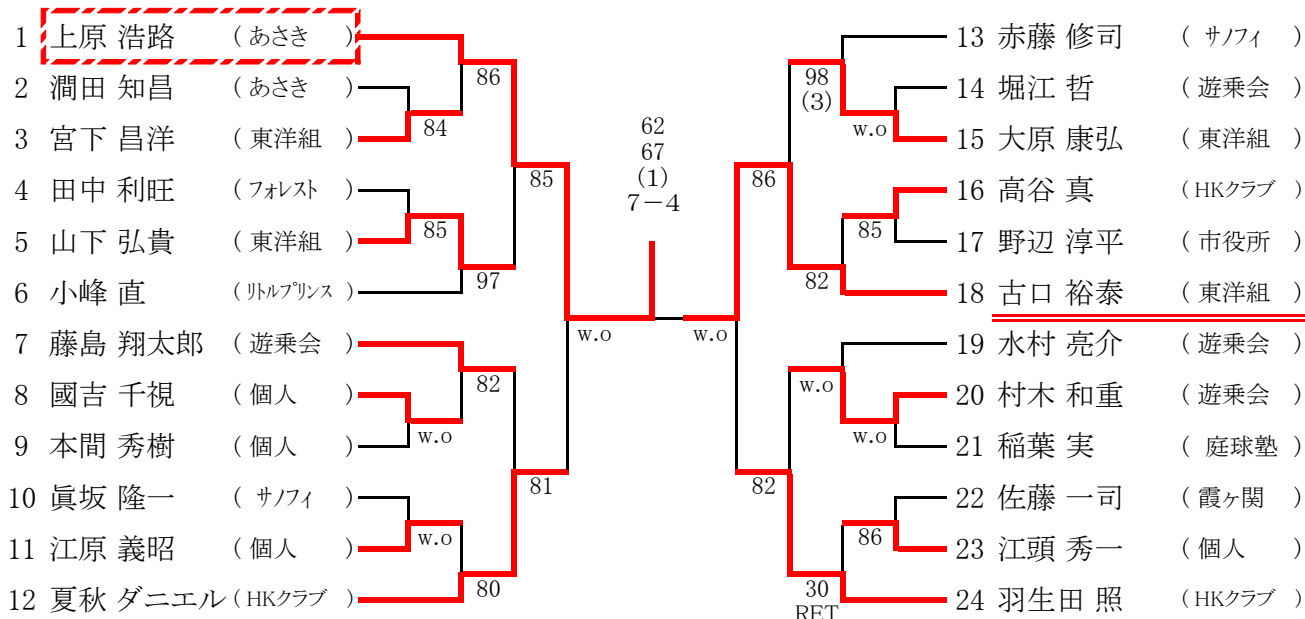 1 上原 浩路 ( あさき )
2 澗田 知昌 ( あさき )
3 宮下 昌洋 ( 東洋組 )
4 田中 利旺 ( フォレスト )
5 山下 弘貴 ( 東洋組 )
6 小峰 直 ( リトルプリンス )
7 藤島 翔太郎 ( 遊乗会 )
8 國吉 千視 ( 個人 )
9 本間 秀樹 ( 個人 )
10 眞坂 隆一 ( サノフィ )
11 江原 義昭 ( 個人 )
12 夏秋 ダニエル ( HKクラブ )
86
84
85
85
97
82
w.o
81
w.o
80
w.o
62
67
(1)
7-4
w.o
98
(3)
w.o
86
85
82
w.o
w.o
82
86
30
RET
13 赤藤 修司 ( サノフィ )
14 堀江 哲 ( 遊乗会 )
15 大原 康弘 ( 東洋組 )
16 高谷 真 ( HKクラブ )
17 野辺 淳平 ( 市役所 )
18 古口 裕泰 ( 東洋組 )
19 水村 亮介 ( 遊乗会 )
20 村木 和重 ( 遊乗会 )
21 稲葉 実 ( 庭球塾 )
22 佐藤 一司 ( 霞ヶ関 )
23 江頭 秀一 ( 個人 )
24 羽生田 照 ( HKクラブ )